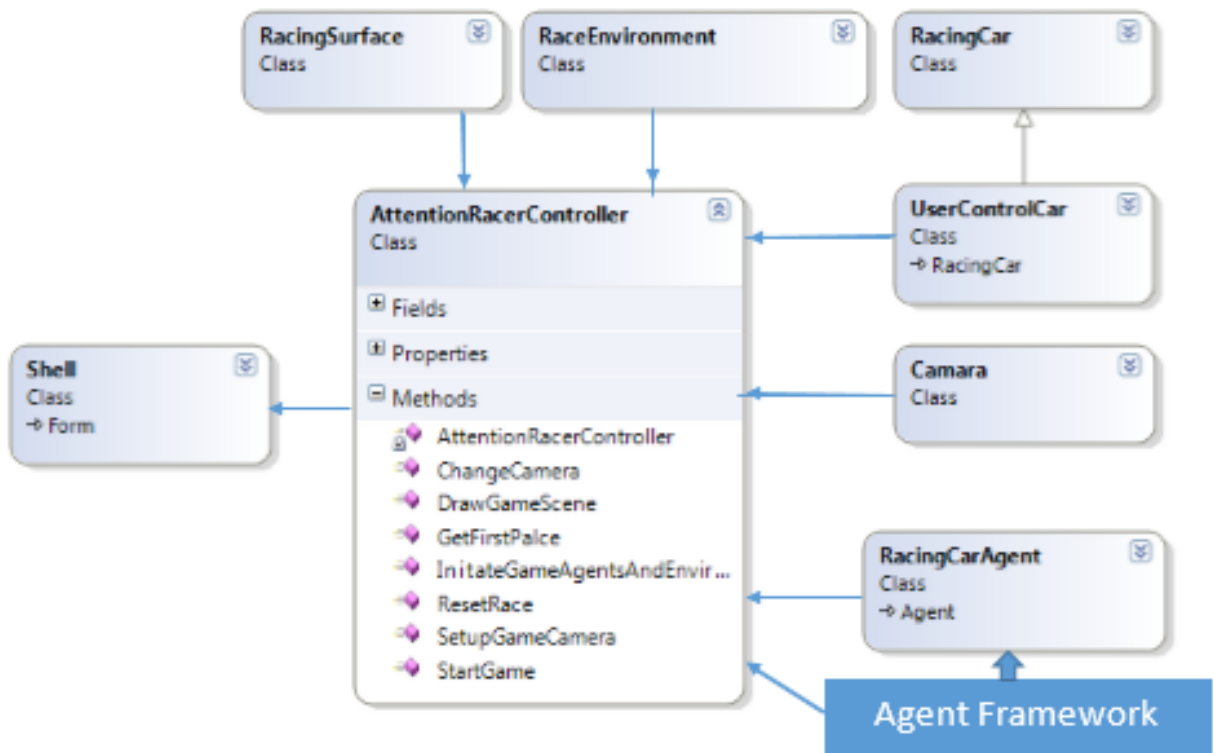 RacingSurface
Class
RaceEnvironment
Class
RacingCar
Class
AttentionRacerController
Class
Fields
Properties
Methods
AttentionRacerController
ChangeCamera
DrawGameScene
GetFirstPalce
InitateGameAgentsAndEnvir...
ResetRace
SetupGameCamera
StartGame
UserControlCar
Class
RacingCar
Shell
Class
Form
Camara
Class
RacingCarAgent
Class
Agent
Agent Framework